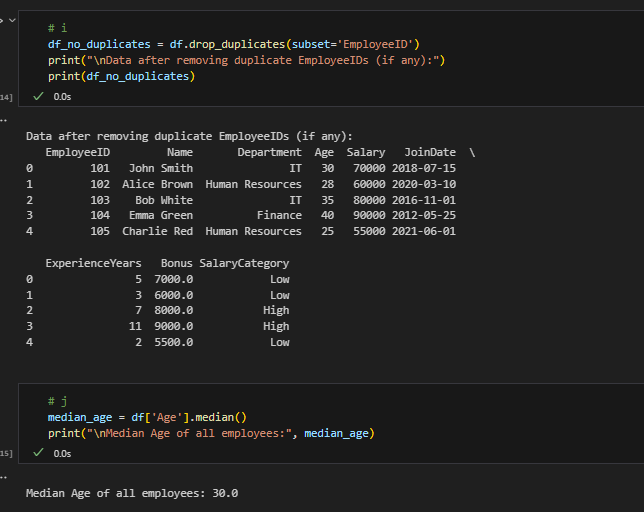 # i
df_no_duplicates = df.drop_duplicates(subset='EmployeeID')
print("\nData after removing duplicate EmployeeIDs (if any):")
print(df_no_duplicates)
14]
✓ 0.0s
Data after removing duplicate EmployeeIDs (if any):
   EmployeeID         Name       Department  Age  Salary   JoinDate  \
0         101   John Smith               IT   30   70000 2018-07-15
1         102  Alice Brown  Human Resources   28   60000 2020-03-10
2         103    Bob White               IT   35   80000 2016-11-01
3         104   Emma Green          Finance   40   90000 2012-05-25
4         105  Charlie Red  Human Resources   25   55000 2021-06-01
   ExperienceYears   Bonus SalaryCategory
0                5  7000.0            Low
1                3  6000.0            Low
2                7  8000.0           High
3               11  9000.0           High
4                2  5500.0            Low
# j
median_age = df['Age'].median()
print("\nMedian Age of all employees:", median_age)
15]
✓ 0.0s
Median Age of all employees: 30.0